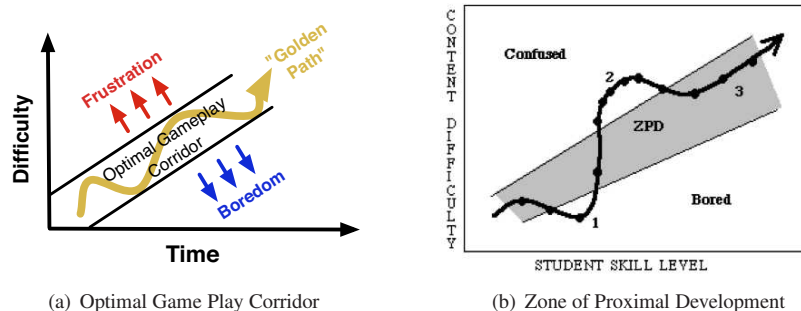 Difficulty
Frustration
"Golden
Path"
Optimal Gameplay
Corridor
Boredom
Time
(a) Optimal Game Play Corridor
CONTENT DIFFICULTY
Confused
2
ZPD
3
1
Bored
STUDENT SKILL LEVEL
(b) Zone of Proximal Development